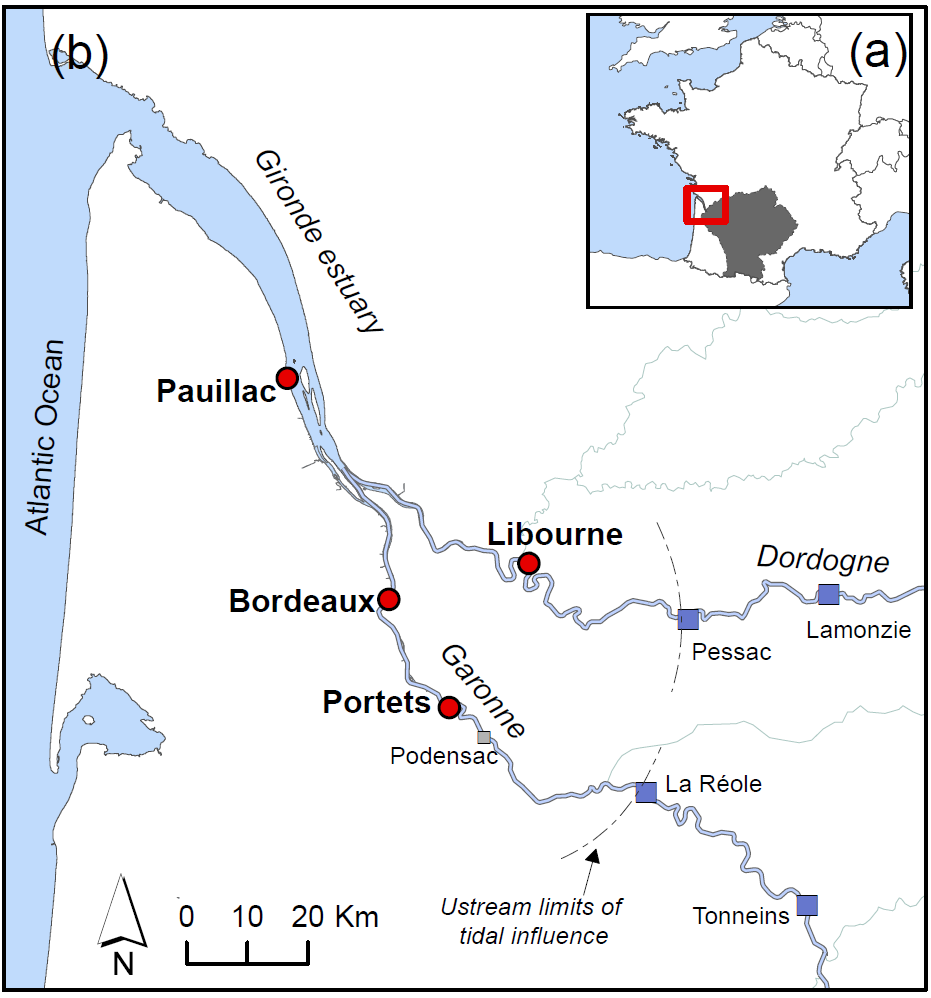 (b)
(a)
Gironde estuary
Atlantic Ocean
Pauillac
Libourne
Dordogne
Bordeaux
Lamonzie
Pessac
Garonne
Portets
Podensac
La Réole
Ustream limits of
tidal influence
Tonneins
0 10 20 Km
N